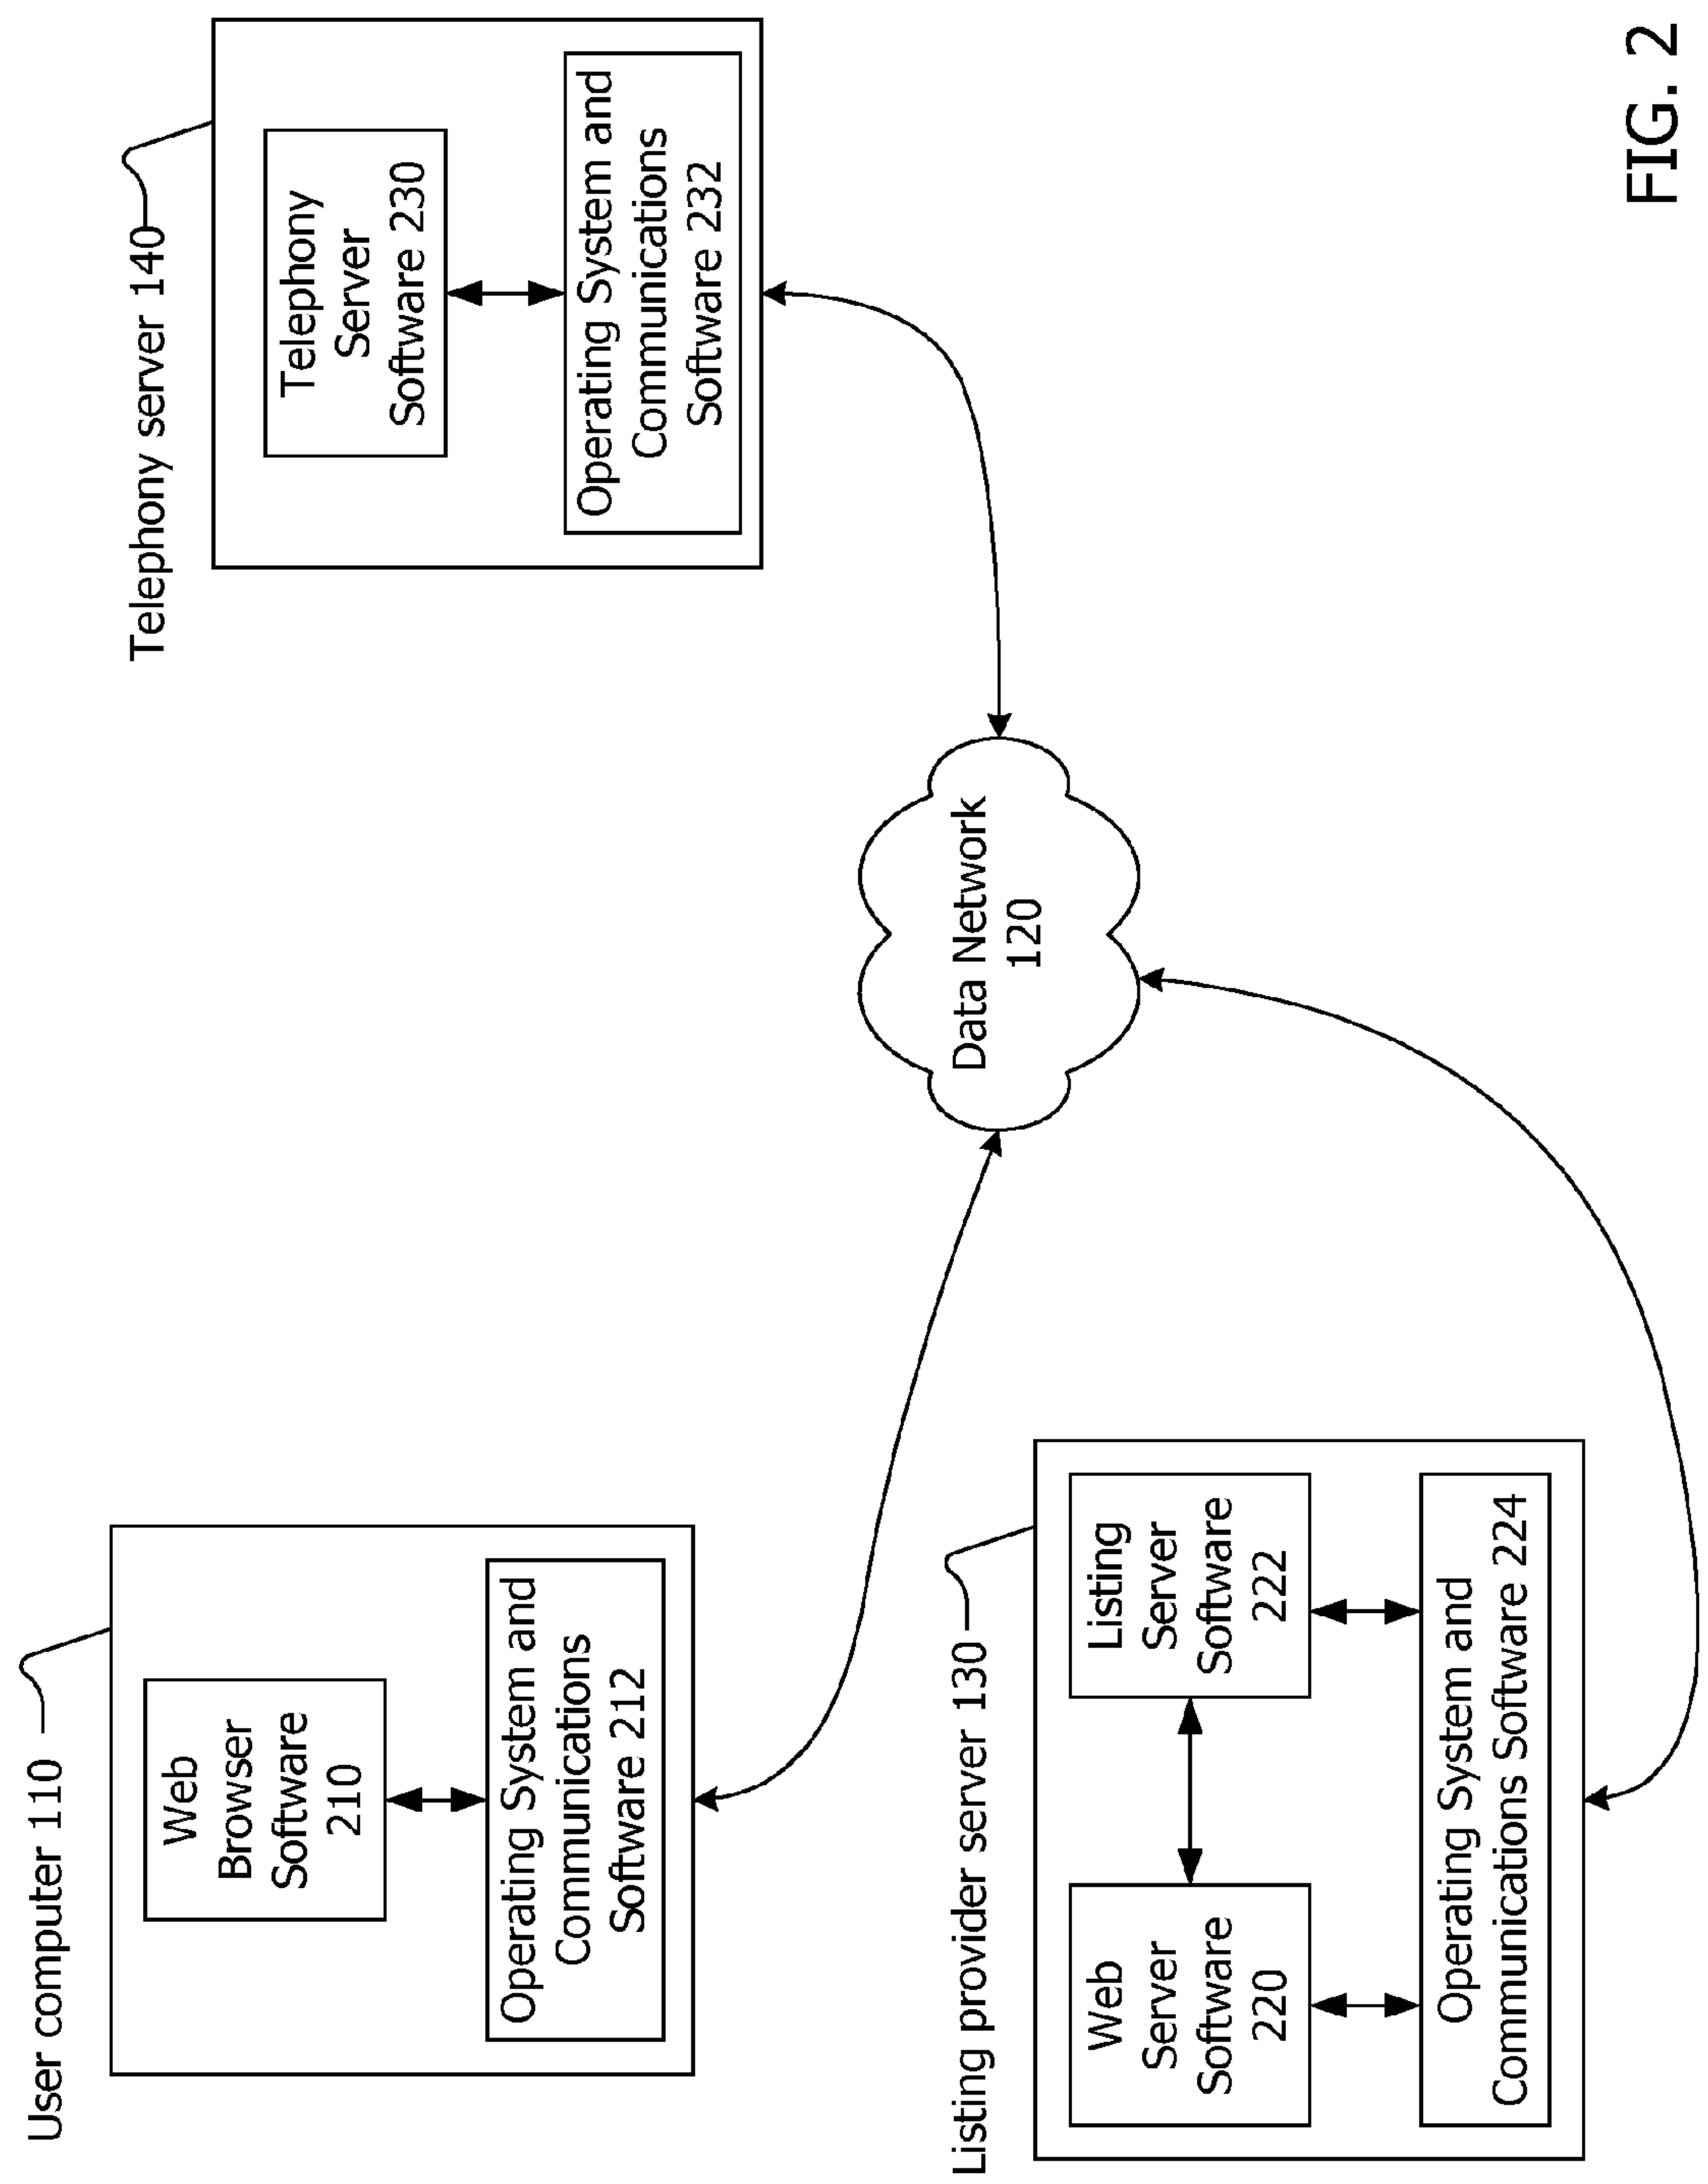 User computer 110
Web
Browser
Software
210
Operating System and
Communications
Software 212
Telephony server 140
Telephony
Server
Software 230
Operating System and
Communications
Software 232
Data Network
120
Listing provider server 130
Web
Server
Software
220
Listing
Server
Software
222
Operating System and
Communications Software 224
FIG. 2